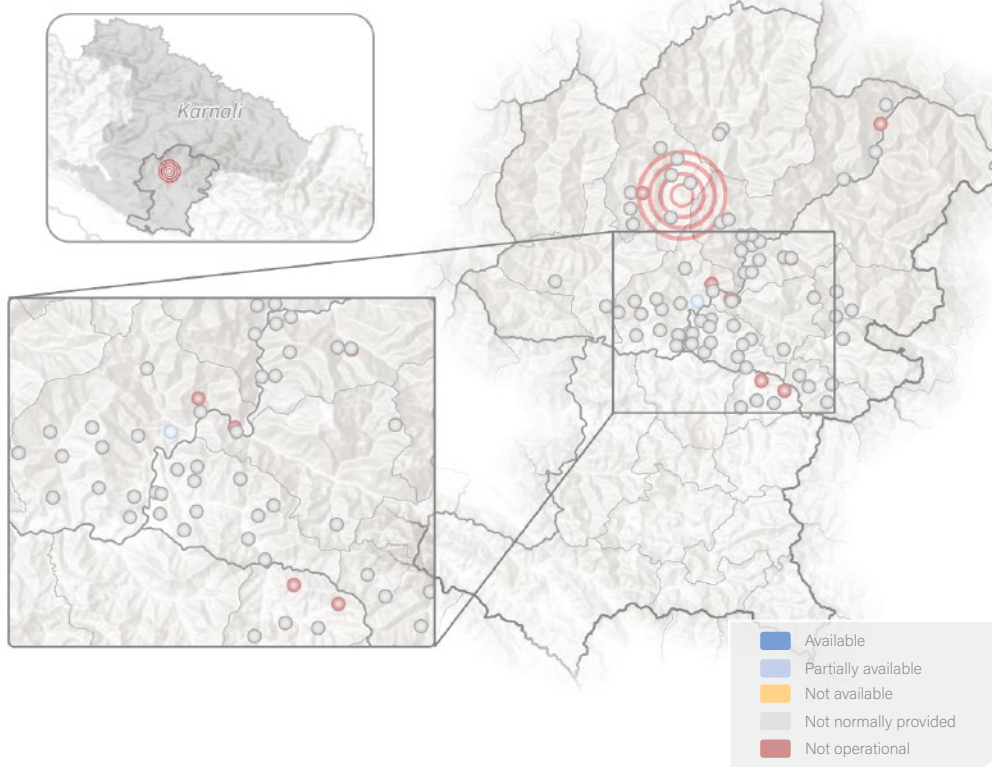 Karnali
Available
Partially available
Not available
Not normally provided
Not operational